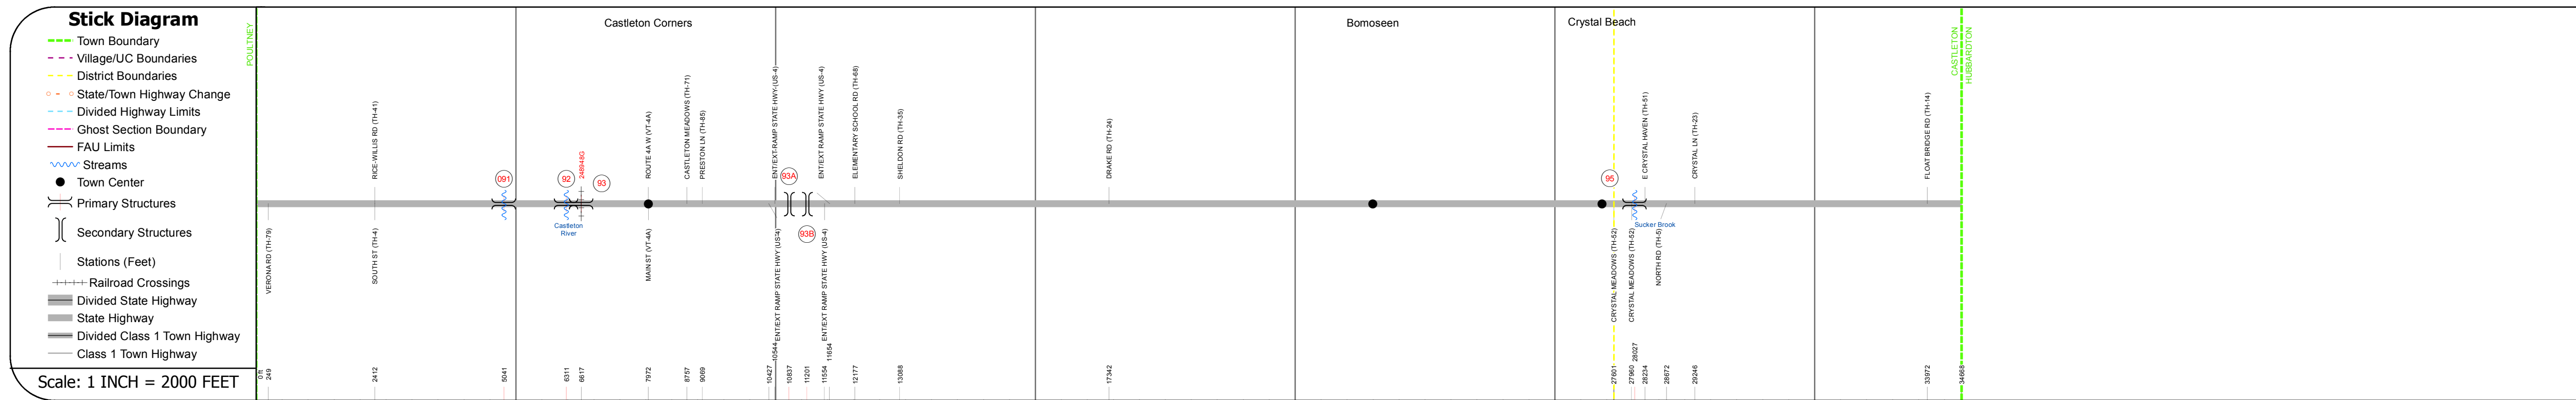 Stick Diagram
Town Boundary
Village/UC Boundaries
District Boundaries
State/Town Highway Change
Divided Highway Limits
Ghost Section Boundary
FAU Limits
Streams
Town Center
Primary Structures
Secondary Structures
Stations (Feet)
Railroad Crossings
Divided State Highway
State Highway
Divided Class 1 Town Highway
Class 1 Town Highway
Scale: 1 INCH = 2000 FEET
Castleton Corners
Bomoseen
Crystal Beach
POULTNEY
CASTLETON
HUBBARDTON
RICE-WILLIS RD (TH-41)
248948G
ROUTE 4A W (VT-4A)
CASTLETON MEADOWS (TH-71)
PRESTON LN (TH-85)
ENT/EXT-RAMP STATE HWY-(US-4)
ENT/EXT RAMP STATE HWY (US-4)
ELEMENTARY SCHOOL RD (TH-68)
SHELDON RD (TH-35)
DRAKE RD (TH-24)
E CRYSTAL HAVEN (TH-51)
CRYSTAL LN (TH-23)
FLOAT BRIDGE RD (TH-14)
091
92
93
93A
93B
95
Castleton
River
Sucker Brook
VERONA RD (TH-79)
SOUTH ST (TH-4)
MAIN ST (VT-4A)
ENT/EXT RAMP STATE HWY (US-4)
ENT/EXT RAMP STATE HWY (US-4)
CRYSTAL MEADOWS (TH-52)
CRYSTAL MEADOWS (TH-52)
NORTH RD (TH-5)
0 ft
249
2412
5041
6311
6617
7972
8757
9069
10427
10544
10837
11201
11554
11654
12177
13088
17342
27601
27960
28027
28234
28672
29246
33972
34668